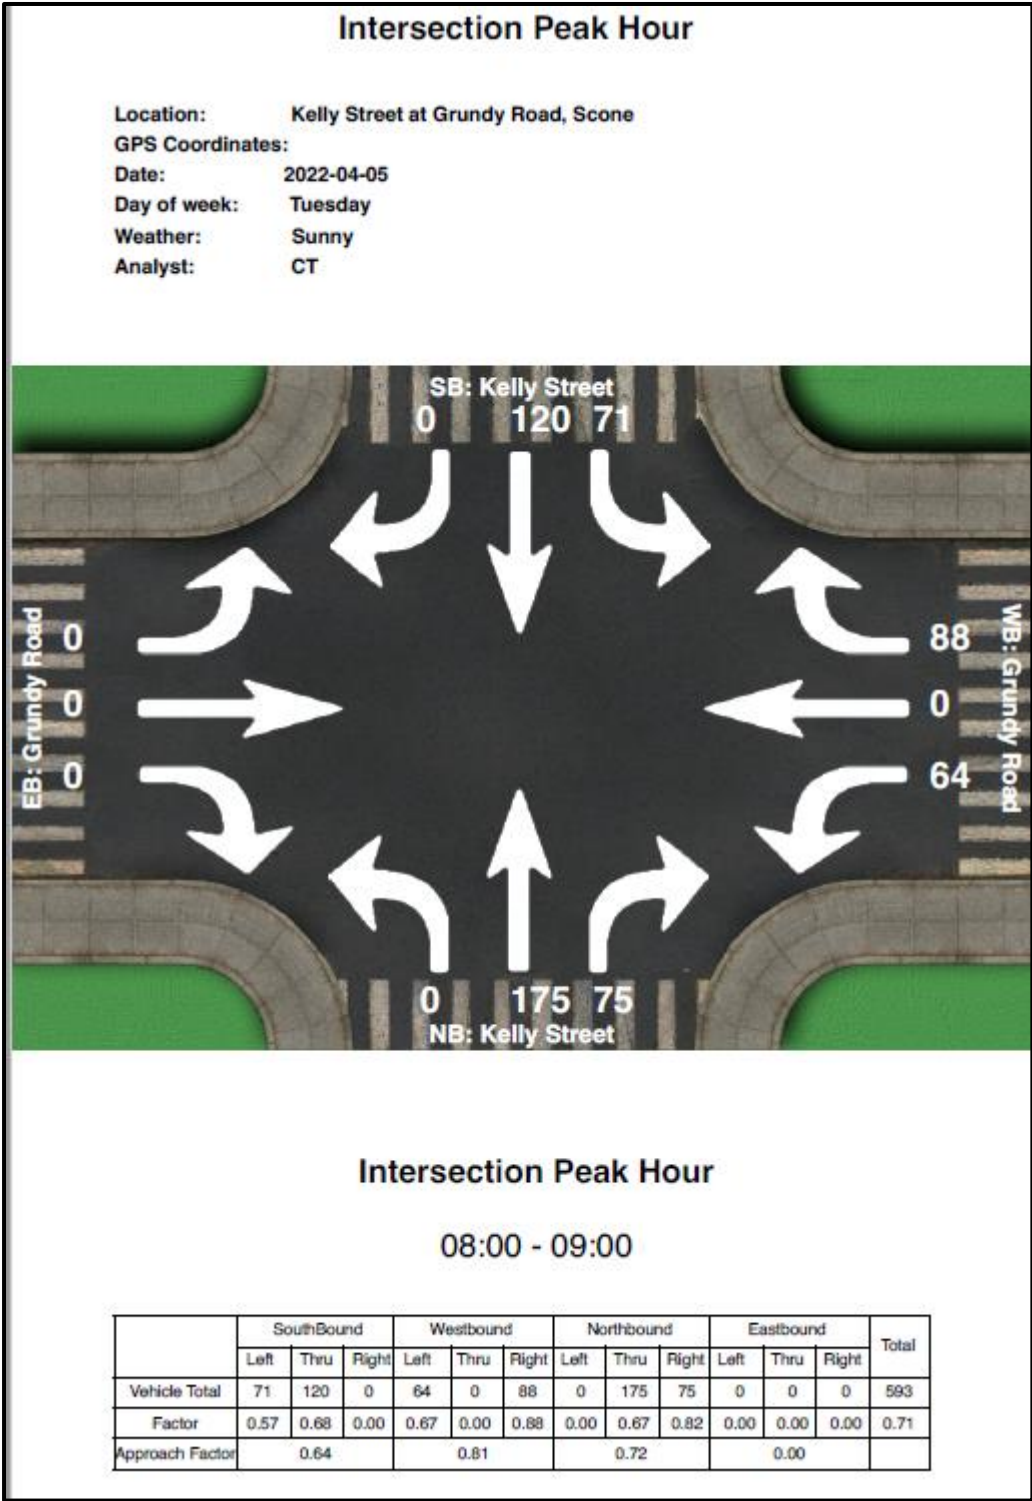 Intersection Peak Hour
Location: Kelly Street at Grundy Road, Scone
GPS Coordinates:
Date: 2022-04-05
Day of week: Tuesday
Weather: Sunny
Analyst: CT
SB: Kelly Street
0 120 71
EB: Grundy Road
0
0
0
88
0
64
WB: Grundy Road
0 175 75
NB: Kelly Street
Intersection Peak Hour
08:00 - 09:00
SouthBound Westbound Northbound Eastbound Total
Left Thru Right Left Thru Right Left Thru Right Left Thru Right
Vehicle Total 71 120 0 64 0 88 0 175 75 0 0 0 593
Factor 0.57 0.68 0.00 0.67 0.00 0.88 0.00 0.67 0.82 0.00 0.00 0.00 0.71
Approach Factor 0.64 0.81 0.72 0.00